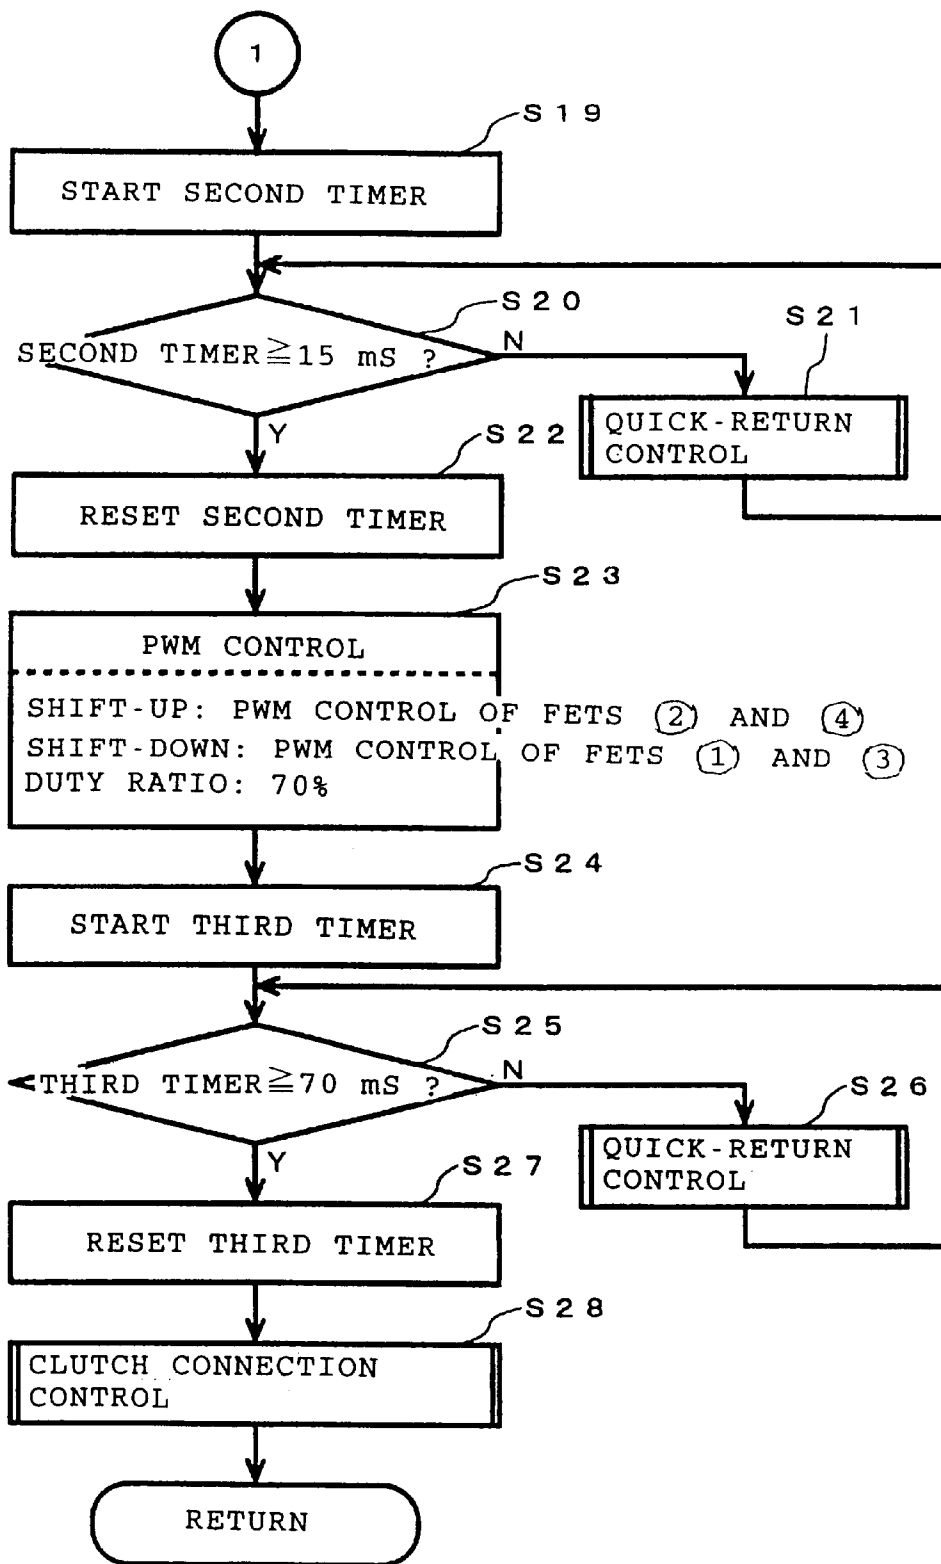 1
S19
START SECOND TIMER
S20
SECOND TIMER≧15 mS ?
N
S21
QUICK-RETURN
CONTROL
Y
S22
RESET SECOND TIMER
S23
PWM CONTROL
SHIFT-UP: PWM CONTROL OF FETS ② AND ④
SHIFT-DOWN: PWM CONTROL OF FETS ① AND ③
DUTY RATIO: 70%
S24
START THIRD TIMER
S25
THIRD TIMER≧70 mS ?
N
S26
QUICK-RETURN
CONTROL
Y
S27
RESET THIRD TIMER
S28
CLUTCH CONNECTION
CONTROL
RETURN